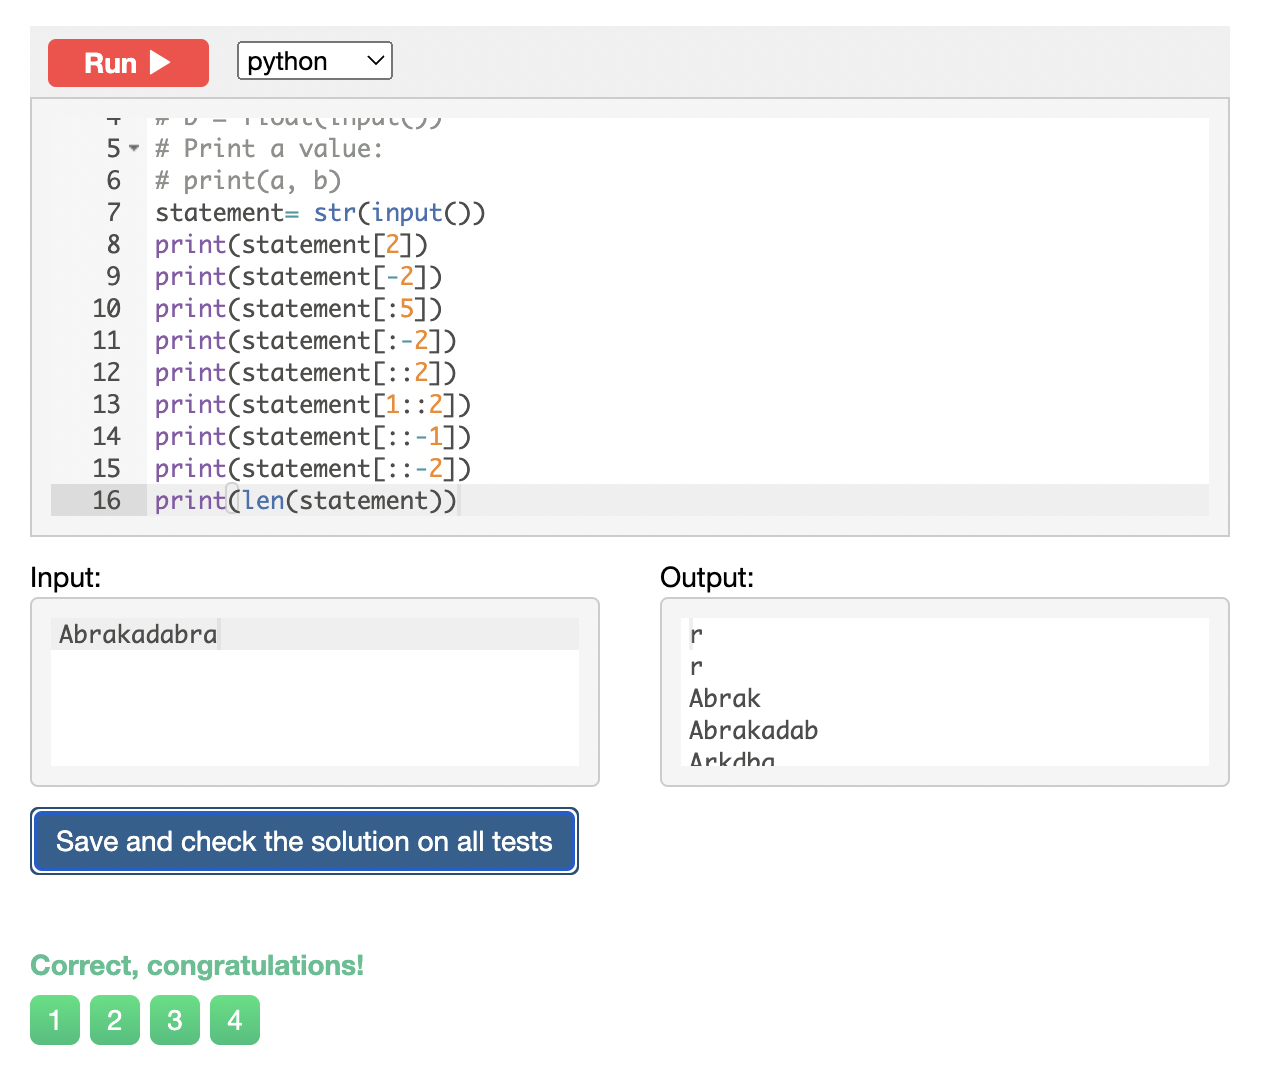 Run
python
4 # b = float(input())
5 # Print a value:
6 # print(a, b)
7 statement= str(input())
8 print(statement[2])
9 print(statement[-2])
10 print(statement[:5])
11 print(statement[:-2])
12 print(statement[::2])
13 print(statement[1::2])
14 print(statement[::-1])
15 print(statement[::-2])
16 print(len(statement))
Input:
Output:
Abrakadabra
r
r
Abrak
Abrakadab
Arkdba
Save and check the solution on all tests
Correct, congratulations!
1 2 3 4